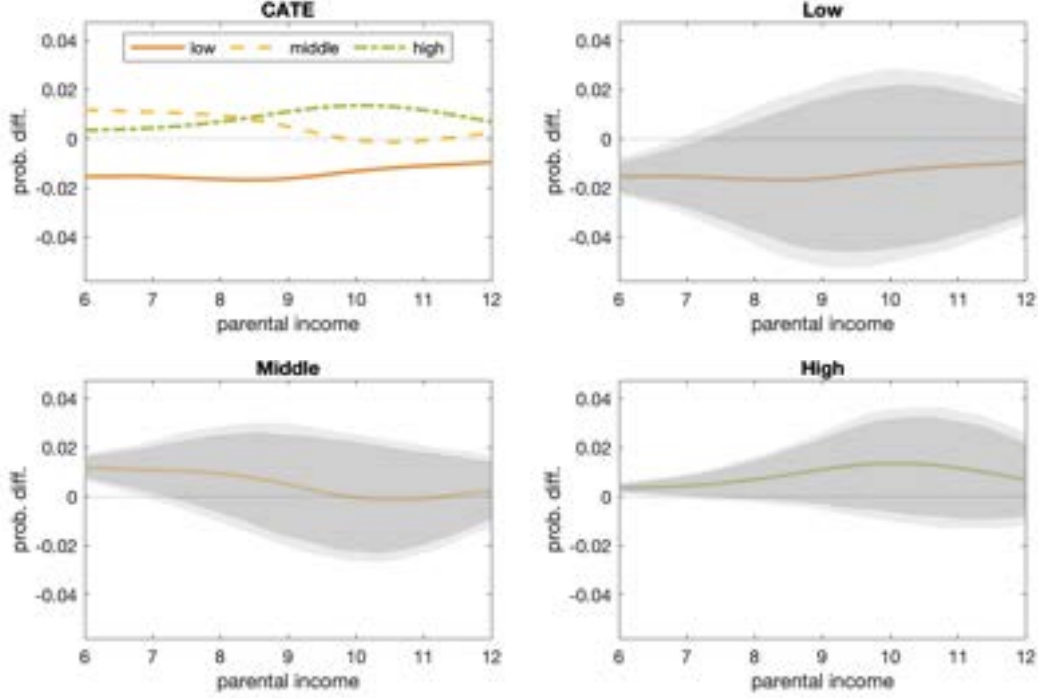 CATE
low middle high
0.04
0.02
0
-0.02
-0.04
prob. diff.
6 7 8 9 10 11 12
parental income
Low
0.04
0.02
0
-0.02
-0.04
prob. diff.
6 7 8 9 10 11 12
parental income
Middle
0.04
0.02
0
-0.02
-0.04
prob. diff.
6 7 8 9 10 11 12
parental income
High
0.04
0.02
0
-0.02
-0.04
prob. diff.
6 7 8 9 10 11 12
parental income